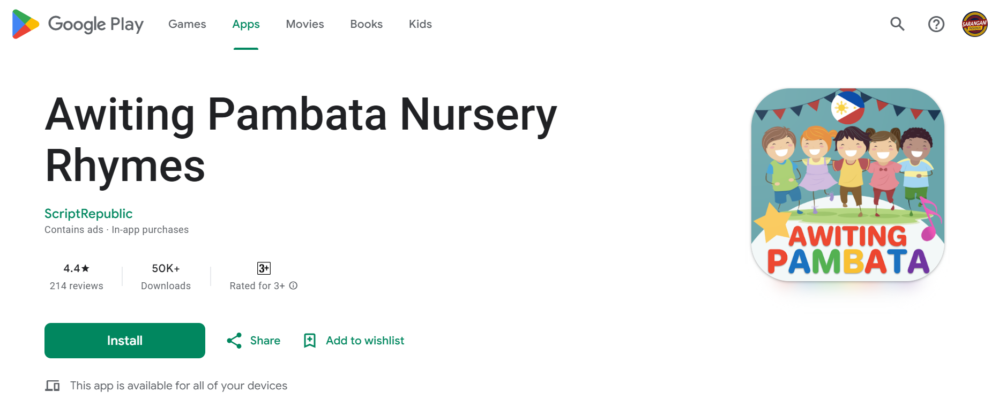 Google Play Games Apps Movies Books Kids
SARANGANI
INSIDER
Awiting Pambata Nursery
Rhymes
ScriptRepublic
Contains ads · In-app purchases
4.4★ 50K+ 3+
214 reviews Downloads Rated for 3+
Install Share Add to wishlist
This app is available for all of your devices
AWITING
PAMBATA